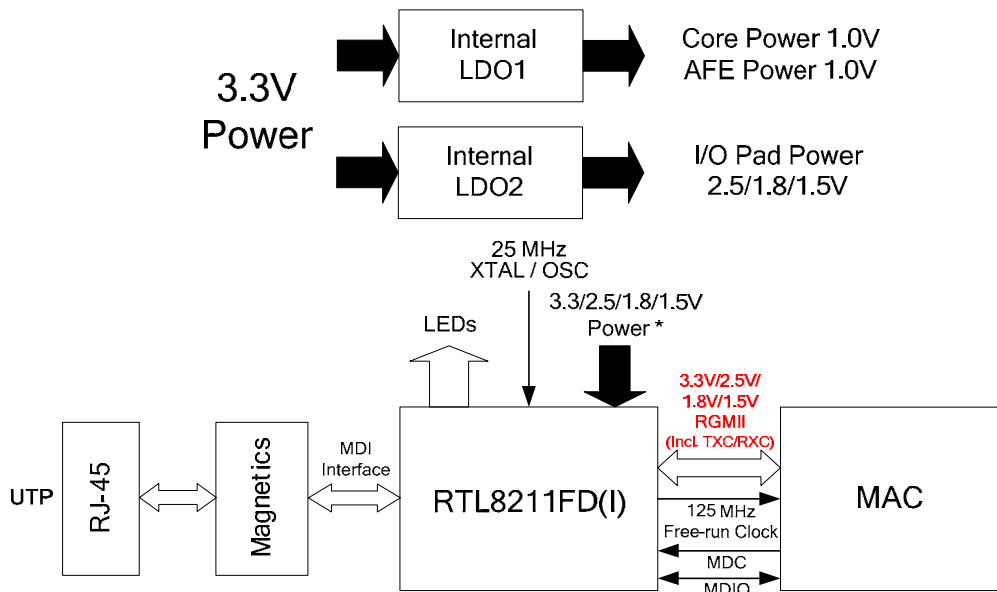 3.3V
Power
Internal
LDO1
Core Power 1.0V
AFE Power 1.0V
Internal
LDO2
I/O Pad Power
2.5/1.8/1.5V
25 MHz
XTAL / OSC
3.3/2.5/1.8/1.5V
Power *
LEDs
3.3V/2.5V/
1.8V/1.5V
RGMII
(Incl. TXC/RXC)
UTP
RJ-45
Magnetics
MDI
Interface
RTL8211FD(I)
125 MHz
Free-run Clock
MDC
MDIO
MAC